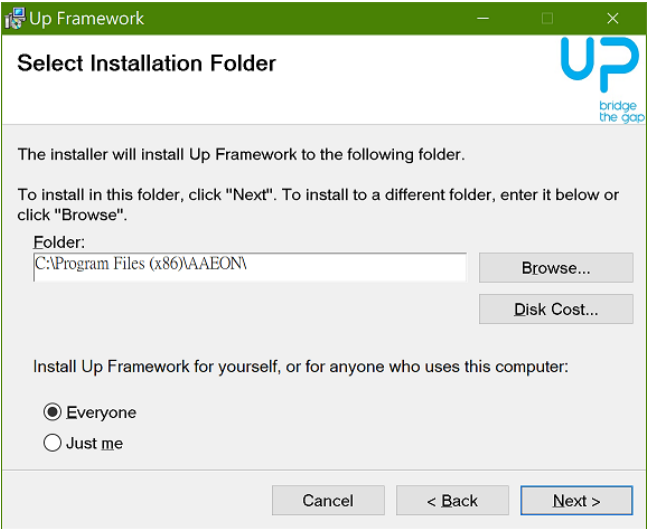 Up Framework
Select Installation Folder
UP
bridge
the gap
The installer will install Up Framework to the following folder.
To install in this folder, click "Next". To install to a different folder, enter it below or
click "Browse".
Folder:
C:\Program Files (x86)\AAEON\
Browse...
Disk Cost...
Install Up Framework for yourself, or for anyone who uses this computer:
Everyone
Just me
Cancel
< Back
Next >